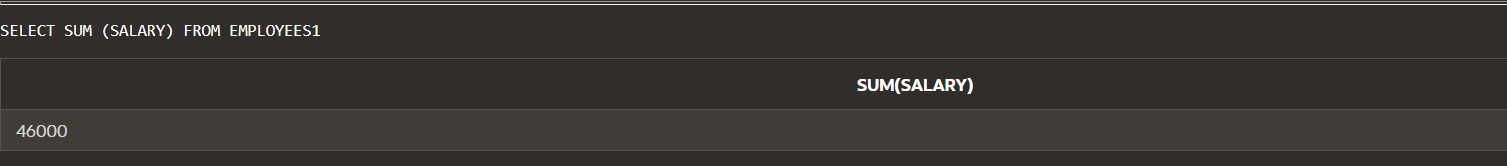 SELECT SUM (SALARY) FROM EMPLOYEES1
SUM(SALARY)
46000